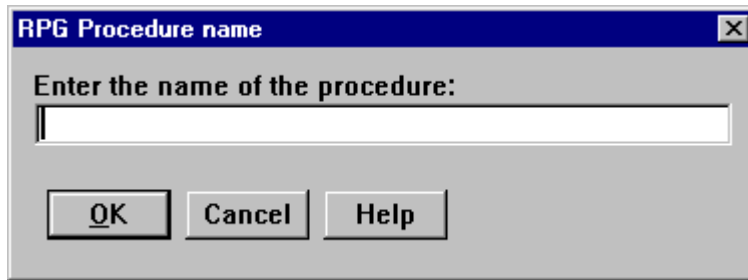 RPG Procedure name
Enter the name of the procedure:
OK Cancel Help